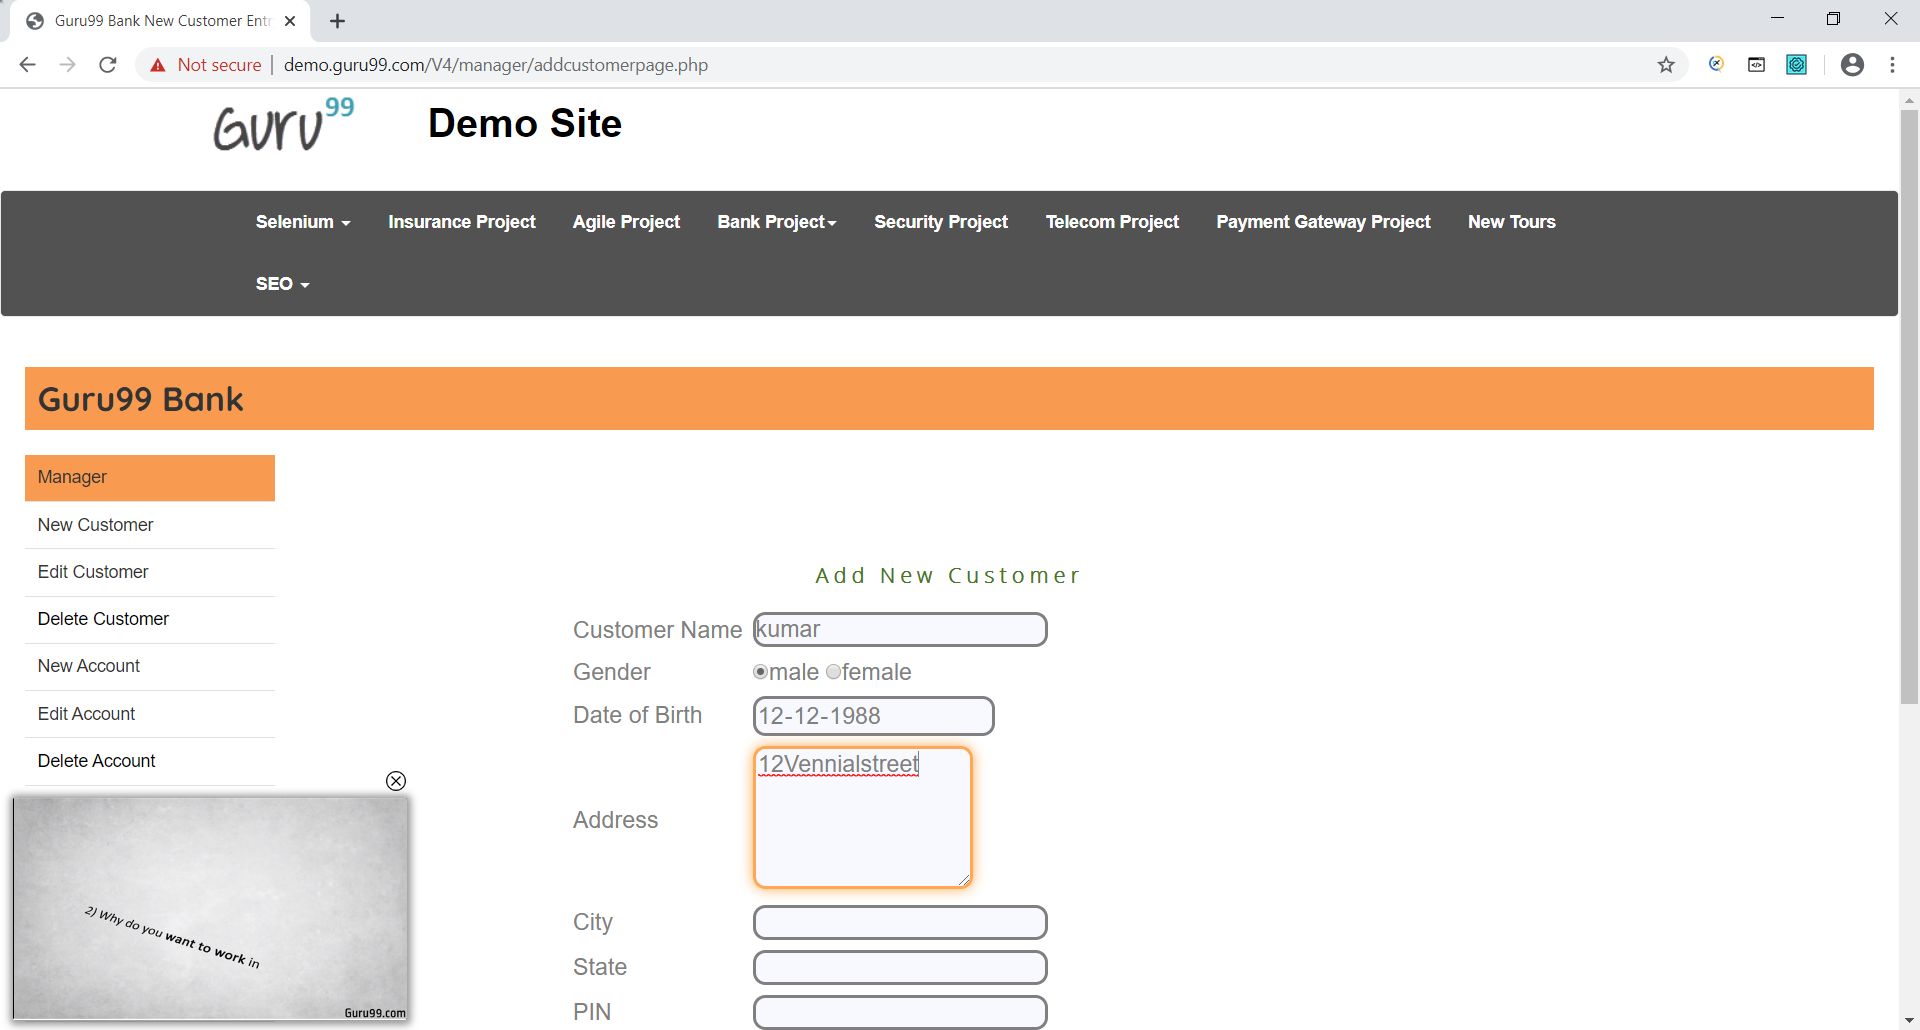 Guru99 Bank New Customer Entr
Not secure
demo.guru99.com/V4/manager/addcustomerpage.php
Guru99
Demo Site
Selenium
Insurance Project
Agile Project
Bank Project
Security Project
Telecom Project
Payment Gateway Project
New Tours
SEO
Guru99 Bank
Manager
New Customer
Edit Customer
Delete Customer
New Account
Edit Account
Delete Account
Add New Customer
Customer Name kumar
Gender male female
Date of Birth 12-12-1988
Address 12Vennialstreet
City
State
PIN
2) Why do you want to work in
Guru99.com